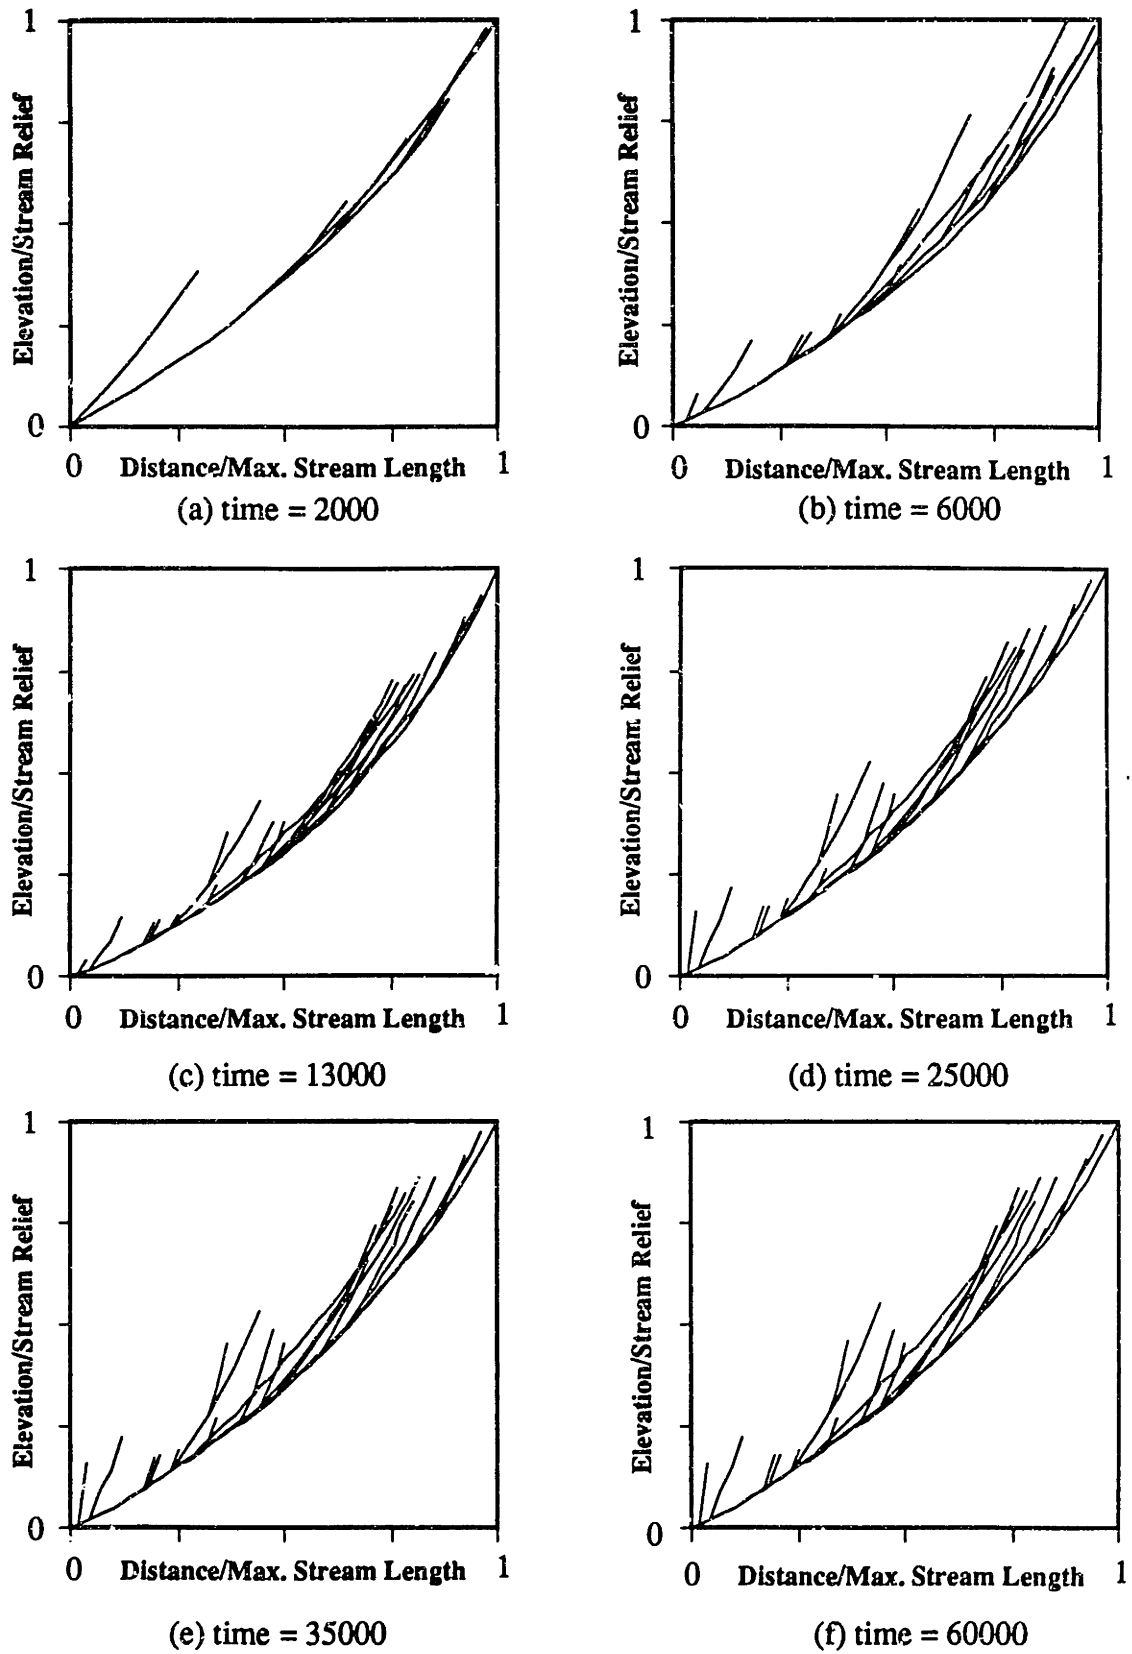 1
Elevation/Stream Relief
0
0 Distance/Max. Stream Length 1
(a) time = 2000
1
Elevation/Stream Relief
0
0 Distance/Max. Stream Length 1
(b) time = 6000
1
Elevation/Stream Relief
0
0 Distance/Max. Stream Length 1
(c) time = 13000
1
Elevation/Stream Relief
0
0 Distance/Max. Stream Length 1
(d) time = 25000
1
Elevation/Stream Relief
0
0 Distance/Max. Stream Length 1
(e) time = 35000
1
Elevation/Stream Relief
0
0 Distance/Max. Stream Length 1
(f) time = 60000